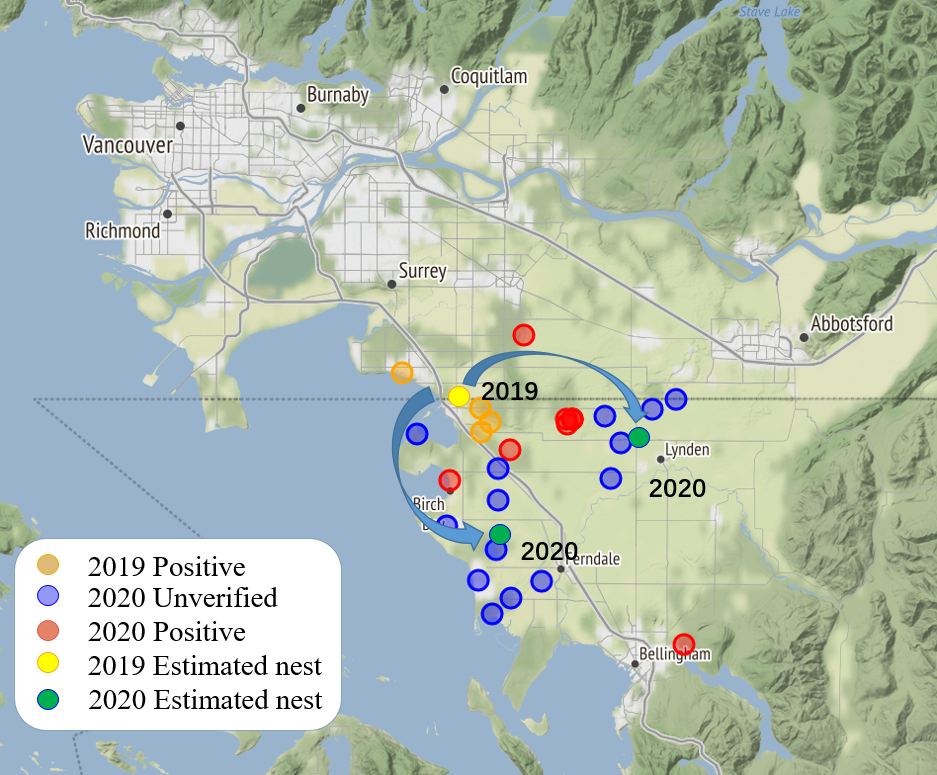 Stave Lake
Coquitlam
Burnaby
Vancouver
Richmond
Surrey
Abbotsford
2019
Lynden
2020
Birch
2020
Ferndale
Bellingham
2019 Positive
2020 Unverified
2020 Positive
2019 Estimated nest
2020 Estimated nest